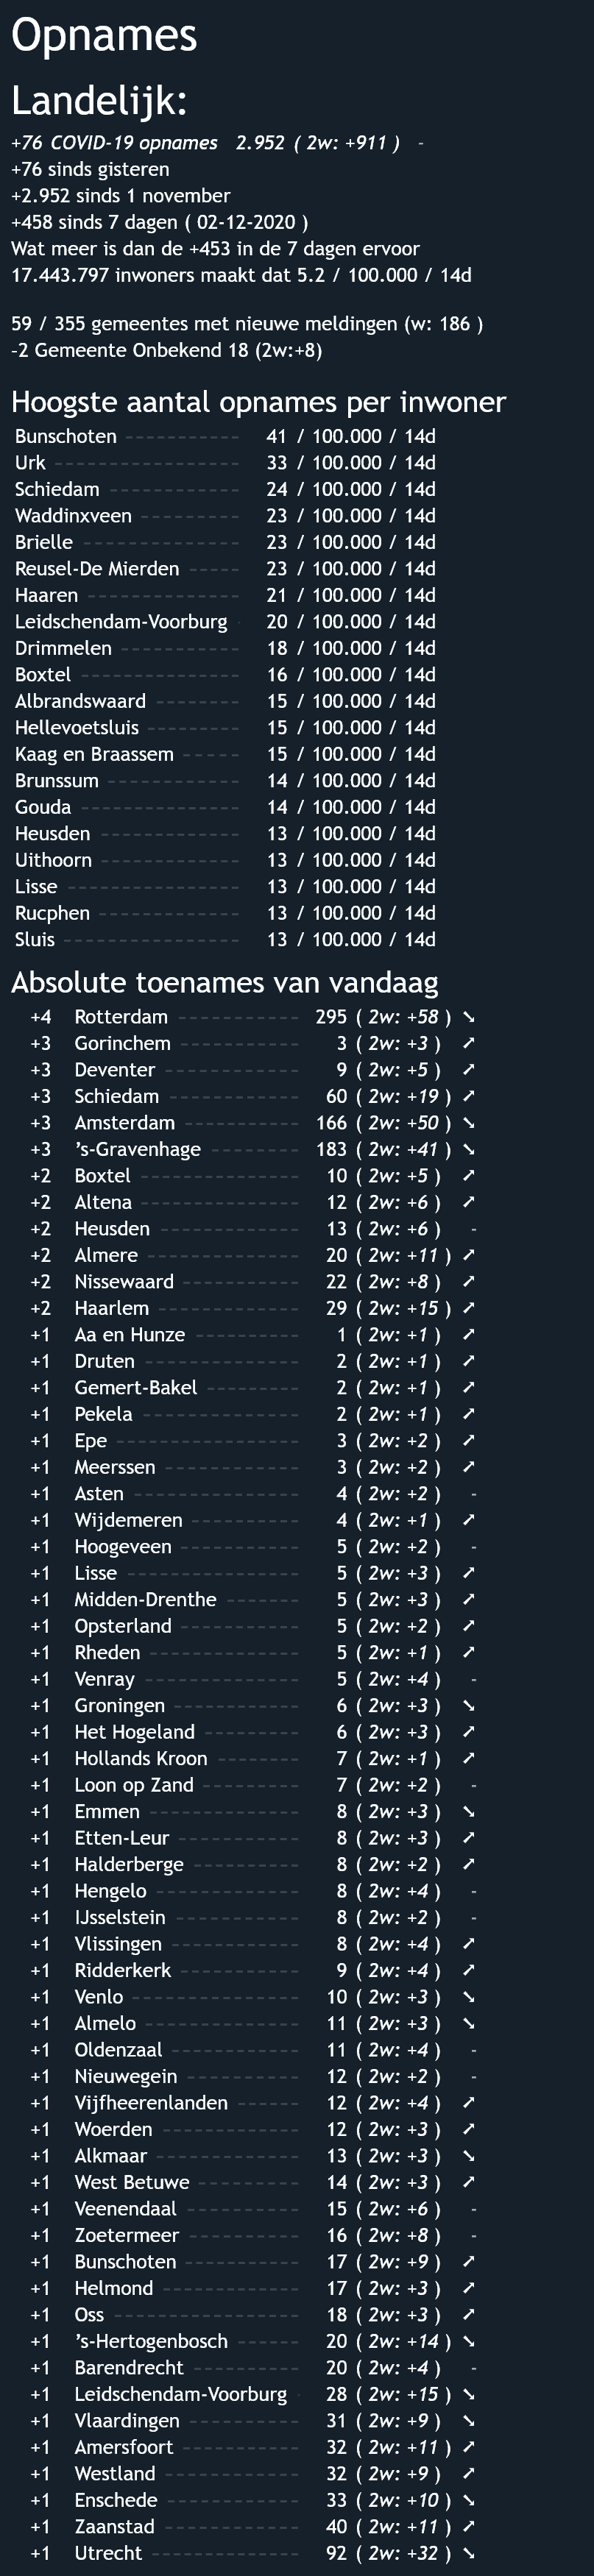 Opnames
Landelijk:
+76 COVID-19 opnames 2.952 ( 2w: +911 ) -
+76 sinds gisteren
+2.952 sinds 1 november
+458 sinds 7 dagen ( 02-12-2020 )
Wat meer is dan de +453 in de 7 dagen ervoor
17.443.797 inwoners maakt dat 5.2 / 100.000 / 14d
59 / 355 gemeentes met nieuwe meldingen (w: 186 )
-2 Gemeente Onbekend 18 (2w:+8)
Hoogste aantal opnames per inwoner
Bunschoten 41 / 100.000 / 14d
Urk 33 / 100.000 / 14d
Schiedam 24 / 100.000 / 14d
Waddinxveen 23 / 100.000 / 14d
Brielle 23 / 100.000 / 14d
Reusel-De Mierden 23 / 100.000 / 14d
Haaren 21 / 100.000 / 14d
Leidschendam-Voorburg 20 / 100.000 / 14d
Drimmelen 18 / 100.000 / 14d
Boxtel 16 / 100.000 / 14d
Albrandswaard 15 / 100.000 / 14d
Hellevoetsluis 15 / 100.000 / 14d
Kaag en Braassem 15 / 100.000 / 14d
Brunssum 14 / 100.000 / 14d
Gouda 14 / 100.000 / 14d
Heusden 13 / 100.000 / 14d
Uithoorn 13 / 100.000 / 14d
Lisse 13 / 100.000 / 14d
Rucphen 13 / 100.000 / 14d
Sluis 13 / 100.000 / 14d
Absolute toenames van vandaag
+4 Rotterdam 295 ( 2w: +58 ) ➘
+3 Gorinchem 3 ( 2w: +3 ) ➚
+3 Deventer 9 ( 2w: +5 ) ➚
+3 Schiedam 60 ( 2w: +19 ) ➚
+3 Amsterdam 166 ( 2w: +50 ) ➘
+3 ’s-Gravenhage 183 ( 2w: +41 ) ➘
+2 Boxtel 10 ( 2w: +5 ) ➚
+2 Altena 12 ( 2w: +6 ) ➚
+2 Heusden 13 ( 2w: +6 ) -
+2 Almere 20 ( 2w: +11 ) ➚
+2 Nissewaard 22 ( 2w: +8 ) ➚
+2 Haarlem 29 ( 2w: +15 ) ➚
+1 Aa en Hunze 1 ( 2w: +1 ) ➚
+1 Druten 2 ( 2w: +1 ) ➚
+1 Gemert-Bakel 2 ( 2w: +1 ) ➚
+1 Pekela 2 ( 2w: +1 ) ➚
+1 Epe 3 ( 2w: +2 ) ➚
+1 Meerssen 3 ( 2w: +2 ) ➚
+1 Asten 4 ( 2w: +2 ) -
+1 Wijdemeren 4 ( 2w: +1 ) ➚
+1 Hoogeveen 5 ( 2w: +2 ) -
+1 Lisse 5 ( 2w: +3 ) ➚
+1 Midden-Drenthe 5 ( 2w: +3 ) ➚
+1 Opsterland 5 ( 2w: +2 ) ➚
+1 Rheden 5 ( 2w: +1 ) ➚
+1 Venray 5 ( 2w: +4 ) -
+1 Groningen 6 ( 2w: +3 ) ➘
+1 Het Hogeland 6 ( 2w: +3 ) ➚
+1 Hollands Kroon 7 ( 2w: +1 ) ➚
+1 Loon op Zand 7 ( 2w: +2 ) -
+1 Emmen 8 ( 2w: +3 ) ➘
+1 Etten-Leur 8 ( 2w: +3 ) ➚
+1 Halderberge 8 ( 2w: +2 ) ➚
+1 Hengelo 8 ( 2w: +4 ) -
+1 IJsselstein 8 ( 2w: +2 ) -
+1 Vlissingen 8 ( 2w: +4 ) ➚
+1 Ridderkerk 9 ( 2w: +4 ) ➚
+1 Venlo 10 ( 2w: +3 ) ➘
+1 Almelo 11 ( 2w: +3 ) ➘
+1 Oldenzaal 11 ( 2w: +4 ) -
+1 Nieuwegein 12 ( 2w: +2 ) -
+1 Vijfheerenlanden 12 ( 2w: +4 ) ➚
+1 Woerden 12 ( 2w: +3 ) ➚
+1 Alkmaar 13 ( 2w: +3 ) ➘
+1 West Betuwe 14 ( 2w: +3 ) ➚
+1 Veenendaal 15 ( 2w: +6 ) -
+1 Zoetermeer 16 ( 2w: +8 ) -
+1 Bunschoten 17 ( 2w: +9 ) ➚
+1 Helmond 17 ( 2w: +3 ) ➚
+1 Oss 18 ( 2w: +3 ) ➚
+1 ’s-Hertogenbosch 20 ( 2w: +14 ) ➘
+1 Barendrecht 20 ( 2w: +4 ) -
+1 Leidschendam-Voorburg 28 ( 2w: +15 ) ➘
+1 Vlaardingen 31 ( 2w: +9 ) ➘
+1 Amersfoort 32 ( 2w: +11 ) ➚
+1 Westland 32 ( 2w: +9 ) ➚
+1 Enschede 33 ( 2w: +10 ) ➘
+1 Zaanstad 40 ( 2w: +11 ) ➚
+1 Utrecht 92 ( 2w: +32 ) ➘